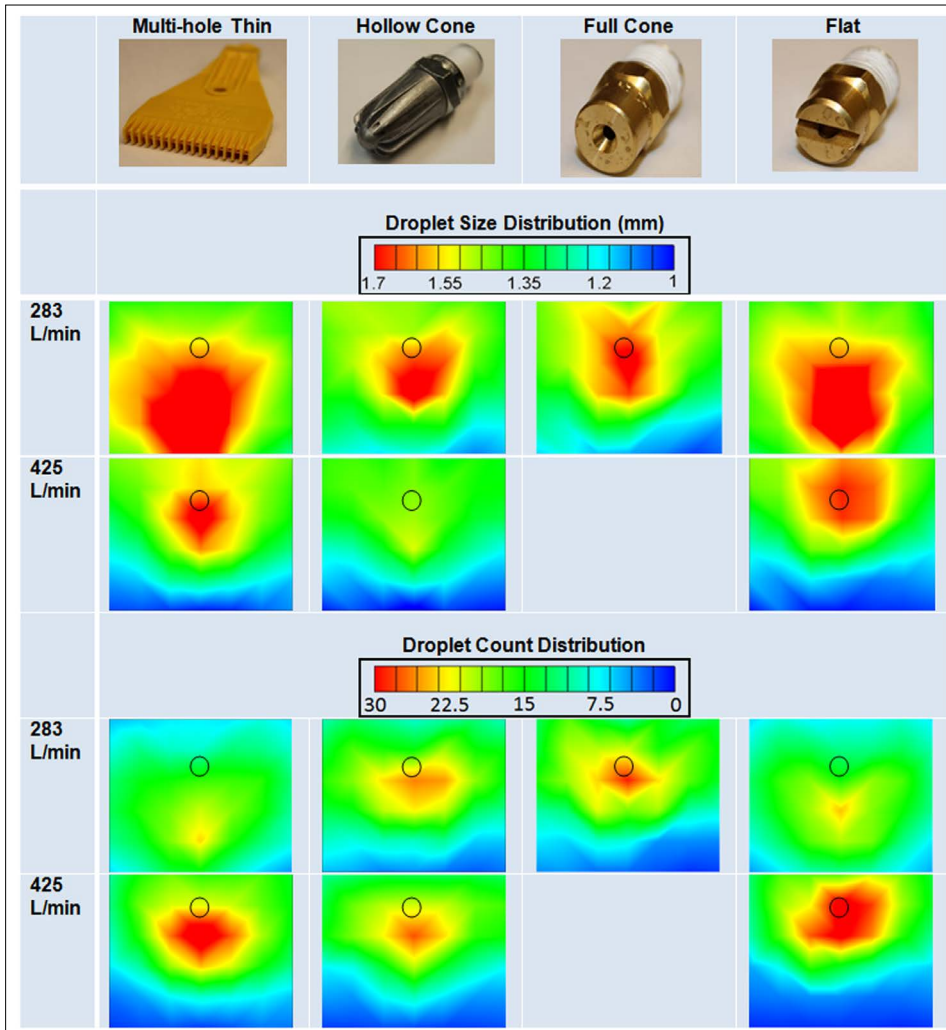 Multi-hole Thin Hollow Cone Full Cone Flat
Droplet Size Distribution (mm)
1.7 1.55 1.35 1.2 1
283
L/min
425
L/min
Droplet Count Distribution
30 22.5 15 7.5 0
283
L/min
425
L/min